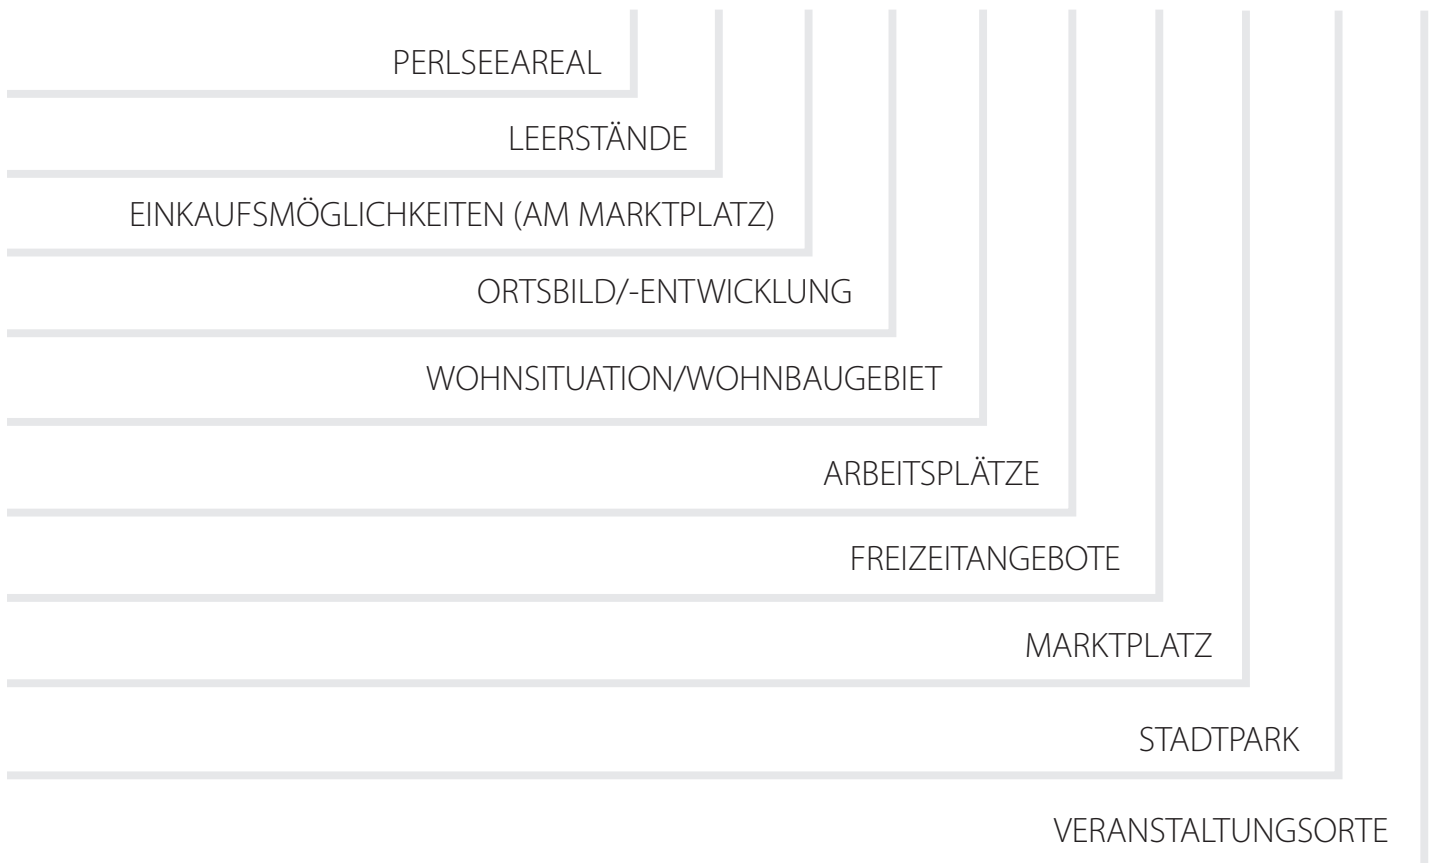 PERLSEEAREAL
LEERSTÄNDE
EINKAUFSMÖGLICHKEITEN (AM MARKTPLATZ)
ORTSBILD/-ENTWICKLUNG
WOHNSITUATION/WOHNBAUGEBIET
ARBEITSPLÄTZE
FREIZEITANGEBOTE
MARKTPLATZ
STADTPARK
VERANSTALTUNGSORTE